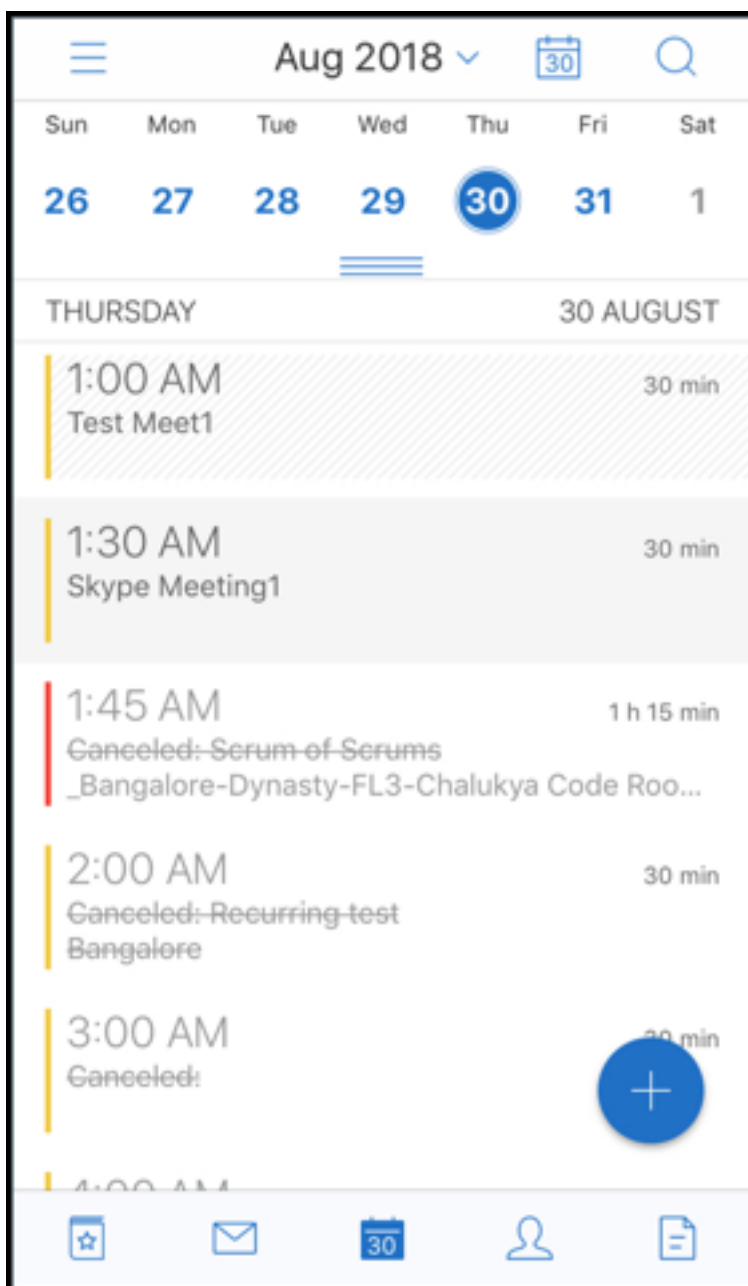 Aug 2018 30
Sun Mon Tue Wed Thu Fri Sat
26 27 28 29 30 31 1
THURSDAY 30 AUGUST
1:00 AM 30 min
Test Meet1
1:30 AM 30 min
Skype Meeting1
1:45 AM 1 h 15 min
Canceled: Scrum of Scrums
_Bangalore-Dynasty-FL3-Chalukya Code Roo...
2:00 AM 30 min
Canceled: Recurring test
Bangalore
3:00 AM min
Canceled:
30